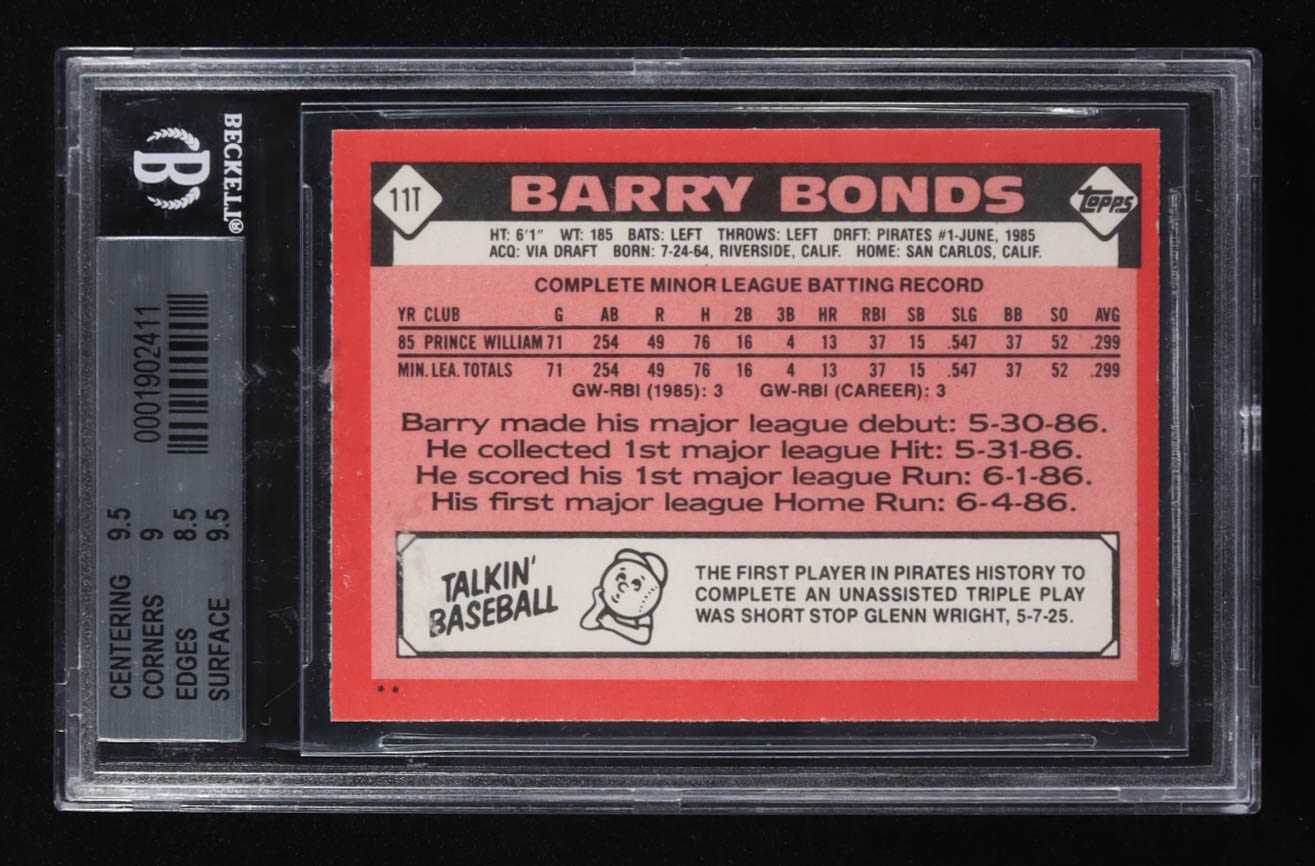 BECKETT®
B
0001902411
CENTERING 9.5
CORNERS 9
EDGES 8.5
SURFACE 9.5
11T
BARRY BONDS
topps
HT: 6'1" WT: 185 BATS: LEFT THROWS: LEFT DRFT: PIRATES #1-JUNE, 1985
ACQ: VIA DRAFT BORN: 7-24-64, RIVERSIDE, CALIF. HOME: SAN CARLOS, CALIF.
COMPLETE MINOR LEAGUE BATTING RECORD
YR CLUB G AB R H 2B 3B HR RBI SB SLG BB SO AVG
85 PRINCE WILLIAM 71 254 49 76 16 4 13 37 15 .547 37 52 .299
MIN. LEA. TOTALS 71 254 49 76 16 4 13 37 15 .547 37 52 .299
GW-RBI (1985): 3 GW-RBI (CAREER): 3
Barry made his major league debut: 5-30-86.
He collected 1st major league Hit: 5-31-86.
He scored his 1st major league Run: 6-1-86.
His first major league Home Run: 6-4-86.
TALKIN'
BASEBALL
THE FIRST PLAYER IN PIRATES HISTORY TO
COMPLETE AN UNASSISTED TRIPLE PLAY
WAS SHORT STOP GLENN WRIGHT, 5-7-25.
**